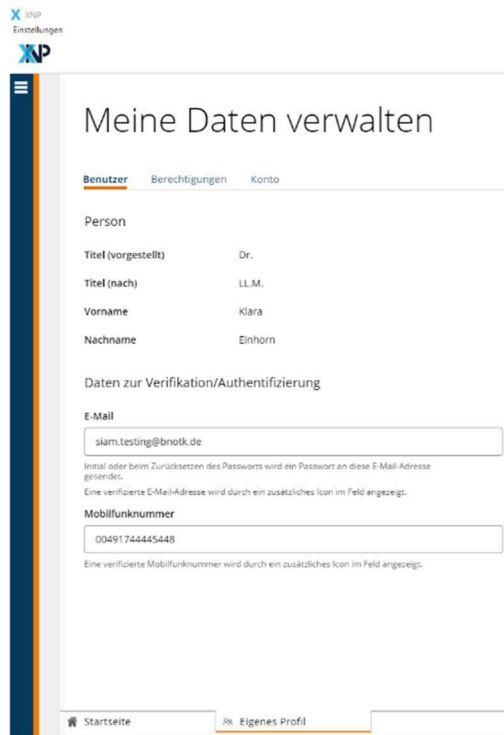 XNP
Einstellungen
XNP
Meine Daten verwalten
Benutzer Berechtigungen Konto
Person
Titel (vorgestellt) Dr.
Titel (nach) LL.M.
Vorname Klara
Nachname Einhorn
Daten zur Verifikation/Authentifizierung
E-Mail
siam.testing@bnotk.de
Initial oder beim Zurücksetzen des Passworts wird ein Passwort an diese E-Mail-Adresse
gesendet.
Eine verifizierte E-Mail-Adresse wird durch ein zusätzliches Icon im Feld angezeigt.
Mobilfunknummer
00491744445448
Eine verifizierte Mobilfunknummer wird durch ein zusätzliches Icon im Feld angezeigt.
Startseite Eigenes Profil